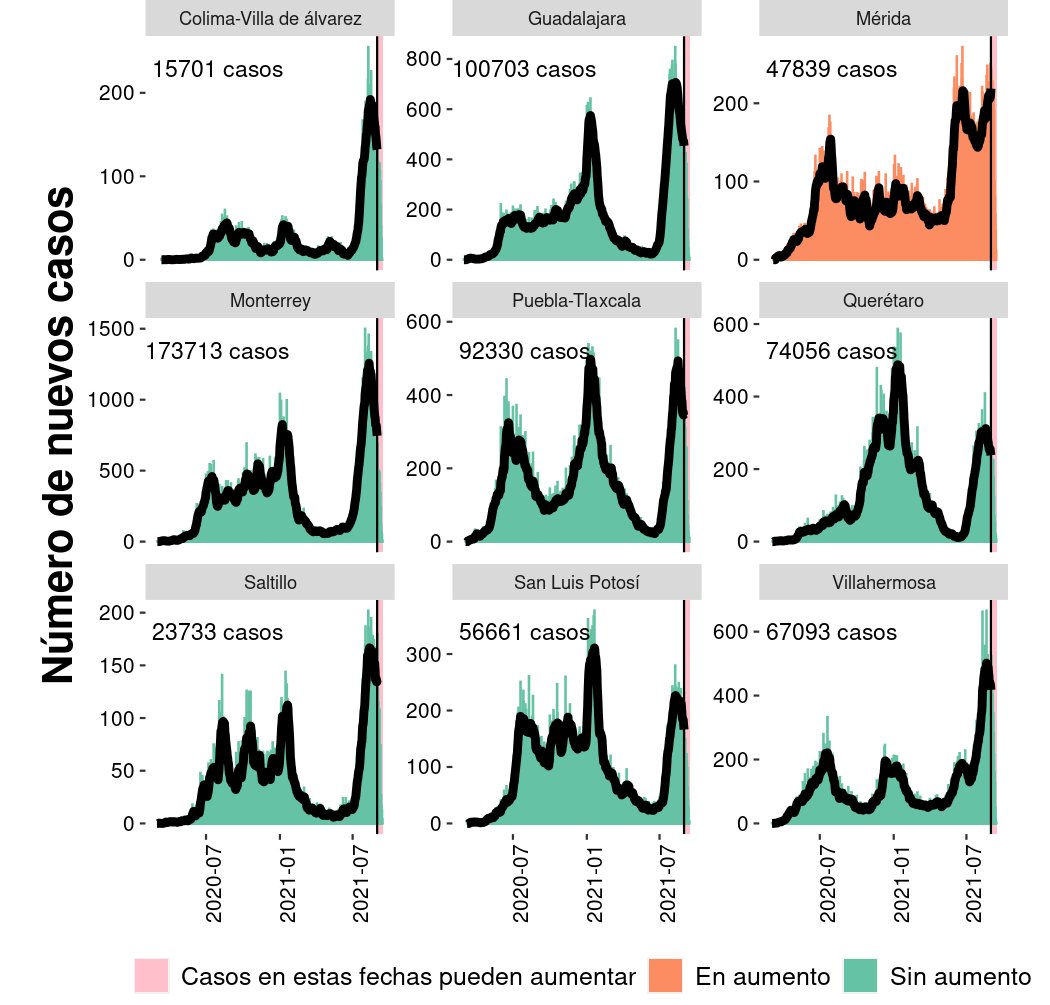 Número de nuevos casos
Colima-Villa de álvarez
15701 casos
200
100
0
Guadalajara
100703 casos
800
600
400
200
0
Mérida
47839 casos
200
100
0
Monterrey
173713 casos
1500
1000
500
0
Puebla-Tlaxcala
92330 casos
600
400
200
0
Querétaro
74056 casos
600
400
200
0
Saltillo
23733 casos
200
150
100
50
0
2020-07
2021-01
2021-07
San Luis Potosí
56661 casos
300
200
100
0
2020-07
2021-01
2021-07
Villahermosa
67093 casos
600
400
200
0
2020-07
2021-01
2021-07
Casos en estas fechas pueden aumentar
En aumento
Sin aumento